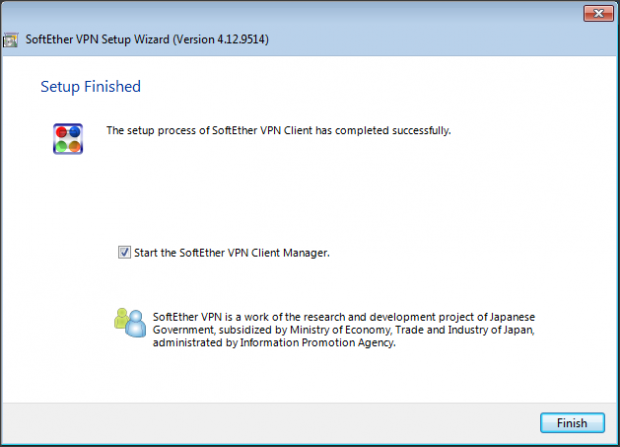 SoftEther VPN Setup Wizard (Version 4.12.9514)
Setup Finished
The setup process of SoftEther VPN Client has completed successfully.
Start the SoftEther VPN Client Manager.
SoftEther VPN is a work of the research and development project of Japanese
Government, subsidized by Ministry of Economy, Trade and Industry of Japan,
administrated by Information Promotion Agency.
Finish